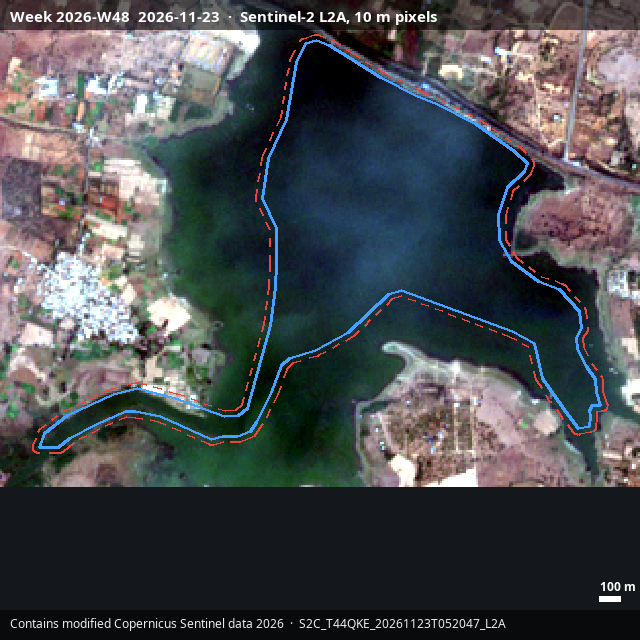 Week 2026-W48 2026-11-23 · Sentinel-2 L2A, 10 m pixels
100 m
Contains modified Copernicus Sentinel data 2026 · S2C_T44QKE_20261123T052047_L2A